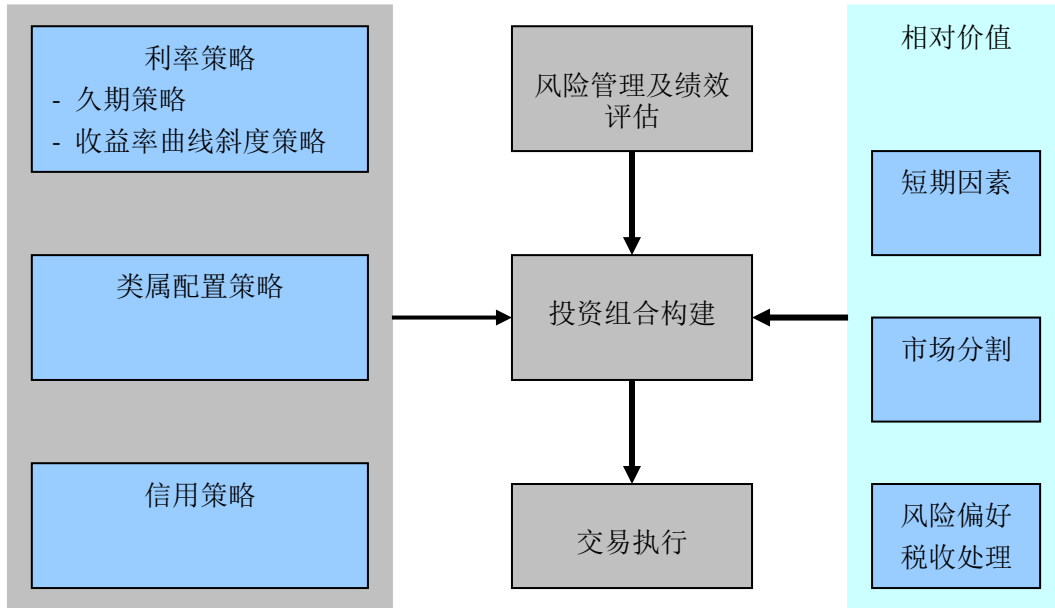 利率策略
- 久期策略
- 收益率曲线斜度策略
类属配置策略
信用策略
风险管理及绩效
评估
投资组合构建
交易执行
相对价值
短期因素
市场分割
风险偏好
税收处理